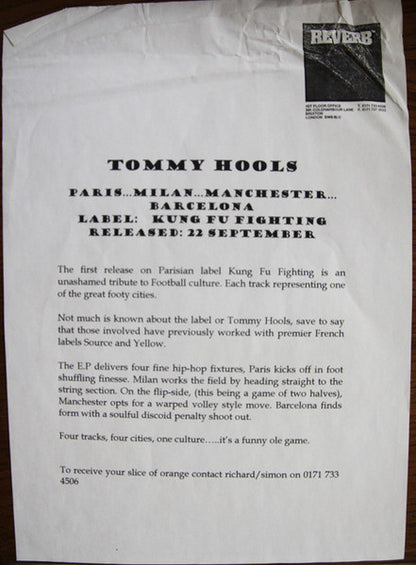 REVERB
1ST FLOOR OFFICE
BRIXTON
TOMMY HOOLS
PARIS...MILAN...MANCHESTER...
BARCELONA
LABEL: KUNG FU FIGHTING
RELEASED: 22 SEPTEMBER
The first release on Parisian label Kung Fu Fighting is an
unashamed tribute to Football culture. Each track representing one
of the great footy cities.
Not much is known about the label or Tommy Hools, save to say
that those involved have previously worked with premier French
labels Source and Yellow.
The E.P delivers four fine hip-hop fixtures, Paris kicks off in foot
shuffling finesse. Milan works the field by heading straight to the
string section. On the flip-side, (this being a game of two halves),
Manchester opts for a warped volley style move. Barcelona finds
form with a soulful discoid penalty shoot out.
Four tracks, four cities, one culture.....it's a funny ole game.
To receive your slice of orange contact richard/simon on 0171 733
4506